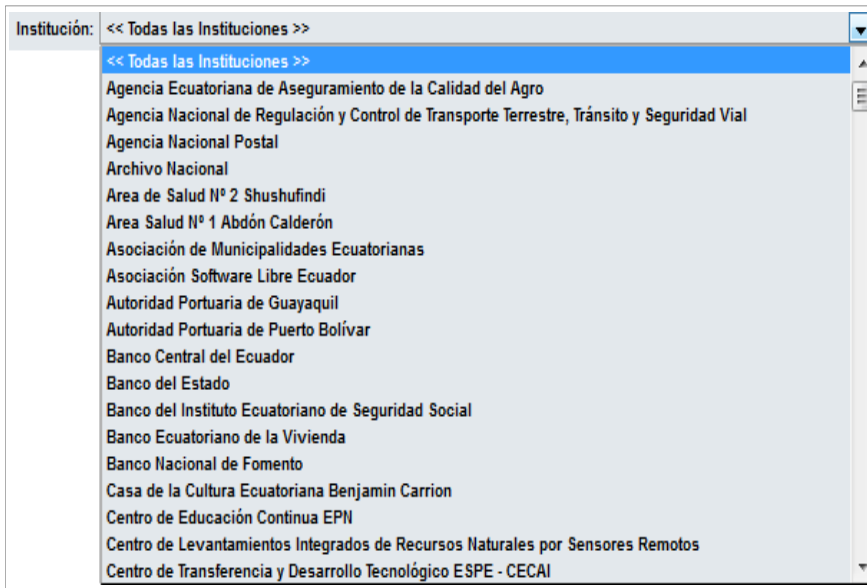 Institución: << Todas las Instituciones >>
<< Todas las Instituciones >>
Agencia Ecuatoriana de Aseguramiento de la Calidad del Agro
Agencia Nacional de Regulación y Control de Transporte Terrestre, Tránsito y Seguridad Vial
Agencia Nacional Postal
Archivo Nacional
Area de Salud Nº 2 Shushufindi
Area Salud Nº 1 Abdón Calderón
Asociación de Municipalidades Ecuatorianas
Asociación Software Libre Ecuador
Autoridad Portuaria de Guayaquil
Autoridad Portuaria de Puerto Bolívar
Banco Central del Ecuador
Banco del Estado
Banco del Instituto Ecuatoriano de Seguridad Social
Banco Ecuatoriano de la Vivienda
Banco Nacional de Fomento
Casa de la Cultura Ecuatoriana Benjamin Carrion
Centro de Educación Continua EPN
Centro de Levantamientos Integrados de Recursos Naturales por Sensores Remotos
Centro de Transferencia y Desarrollo Tecnológico ESPE - CECAI